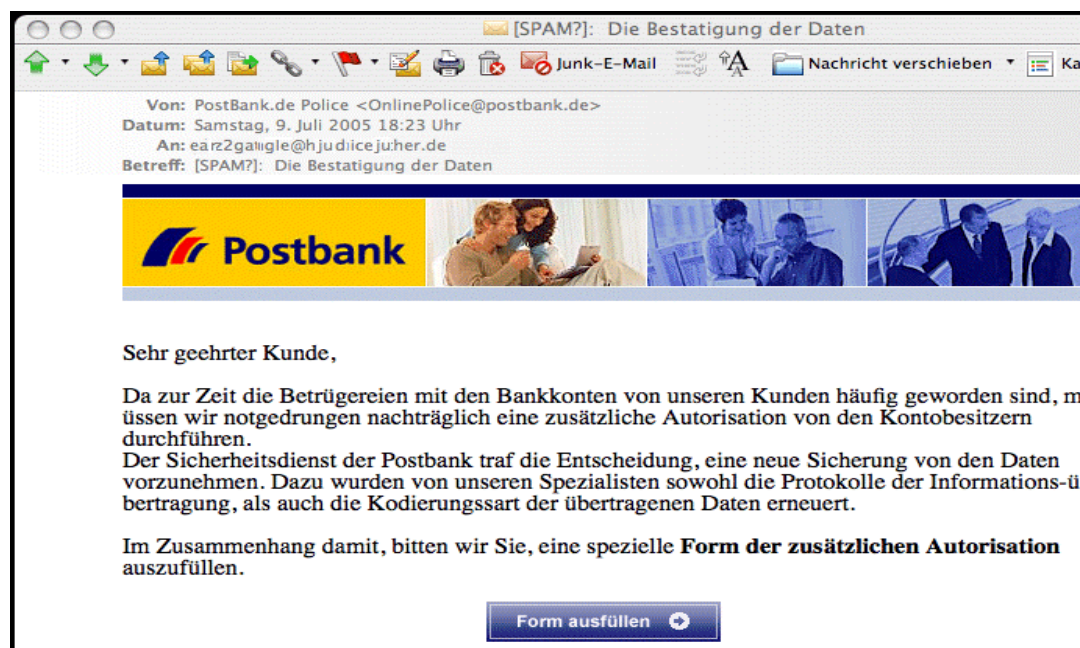 [SPAM?]: Die Bestatigung der Daten
Junk-E-Mail
Nachricht verschieben
Ka
Von: PostBank.de Police <OnlinePolice@postbank.de>
Datum: Samstag, 9. Juli 2005 18:23 Uhr
An:
Betreff: [SPAM?]: Die Bestatigung der Daten
Postbank
Sehr geehrter Kunde,
Da zur Zeit die Betrügereien mit den Bankkonten von unseren Kunden häufig geworden sind, m
üssen wir notgedrungen nachträglich eine zusätzliche Autorisation von den Kontobesitzern
durchführen.
Der Sicherheitsdienst der Postbank traf die Entscheidung, eine neue Sicherung von den Daten
vorzunehmen. Dazu wurden von unseren Spezialisten sowohl die Protokolle der Informations-ü
bertragung, als auch die Kodierungssart der übertragenen Daten erneuert.
Im Zusammenhang damit, bitten wir Sie, eine spezielle Form der zusätzlichen Autorisation
auszufüllen.
Form ausfüllen